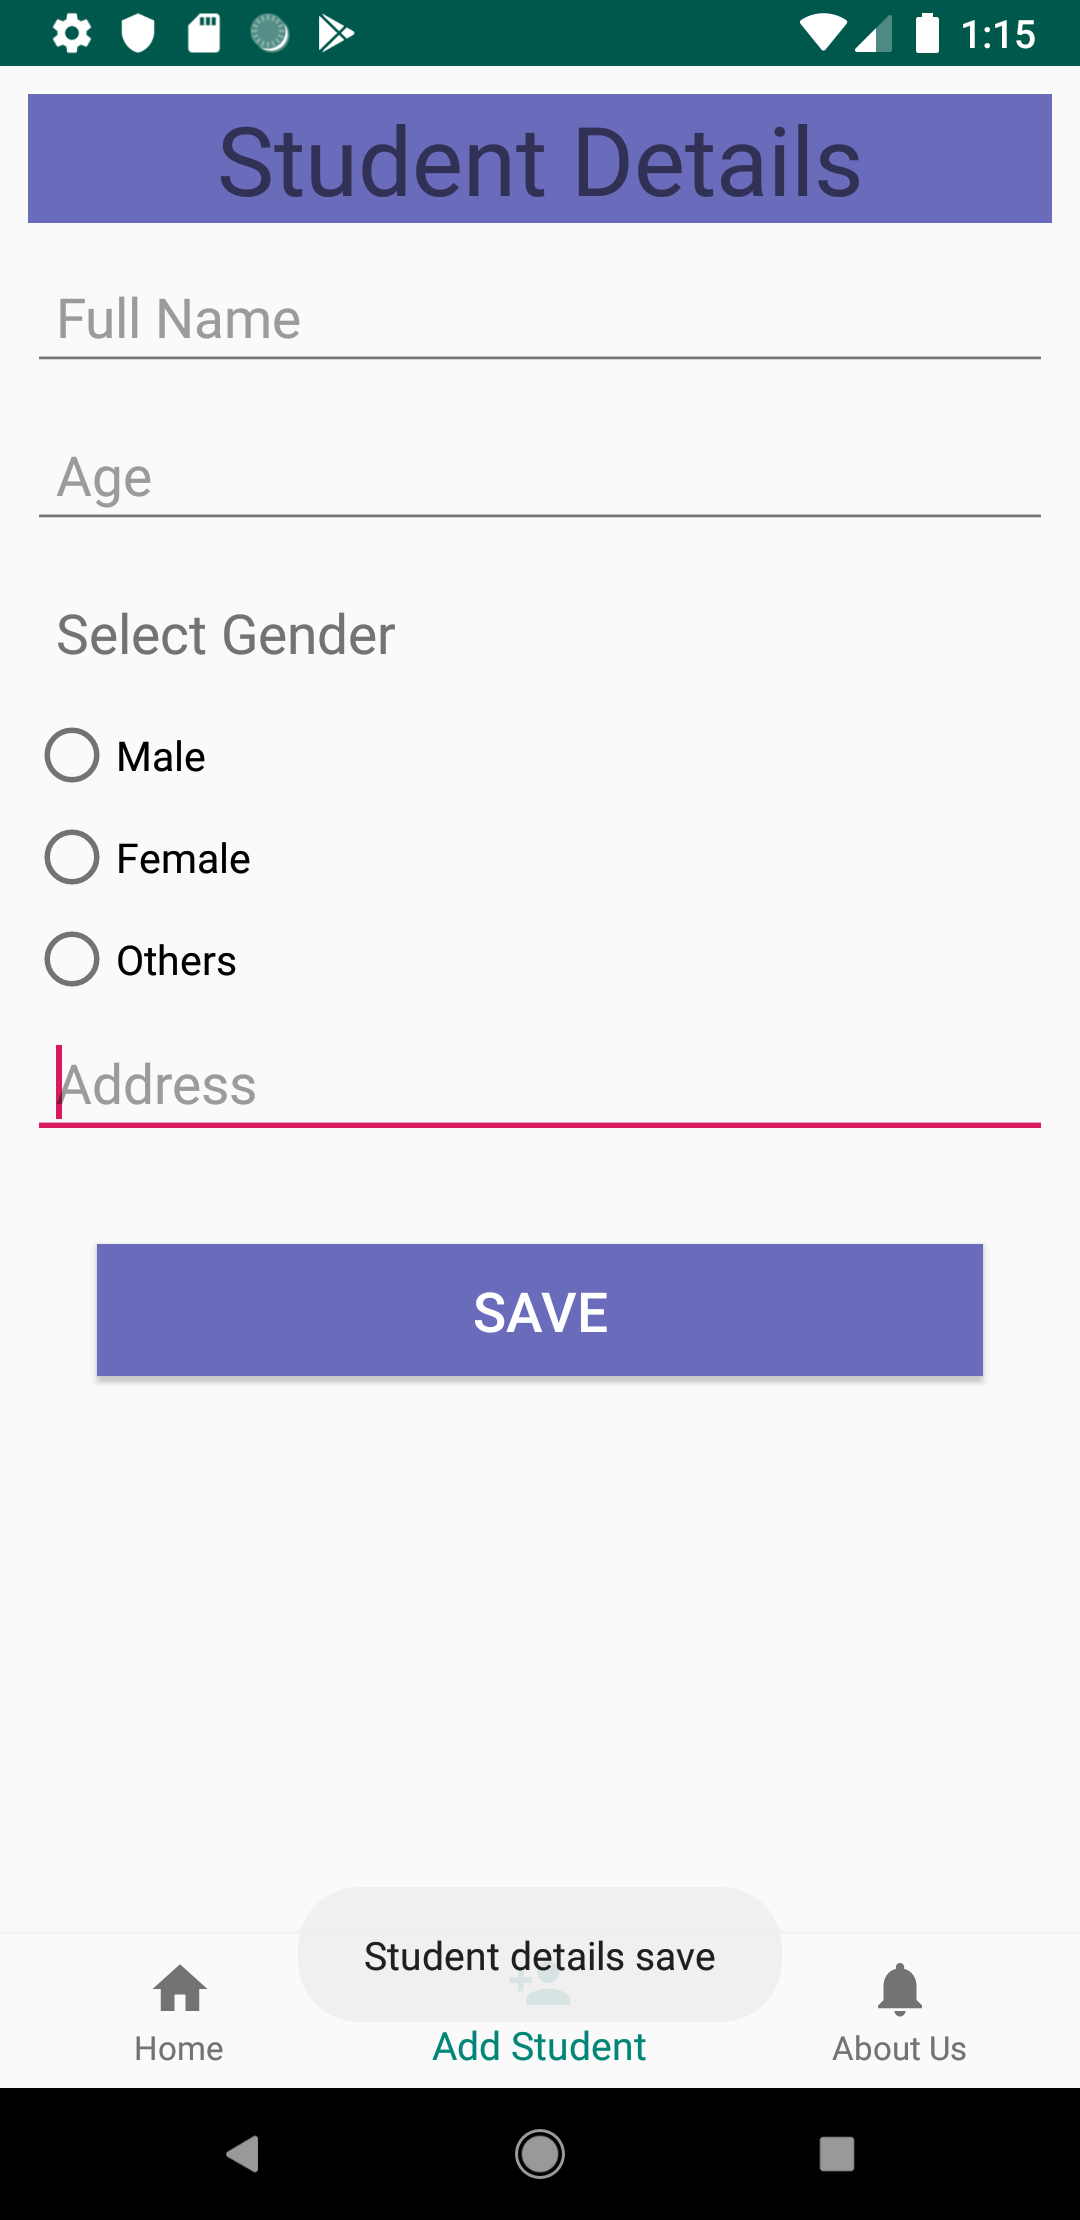 1:15
Student Details
Full Name
Age
Select Gender
Male
Female
Others
Address
SAVE
Student details save
Home
Add Student
About Us